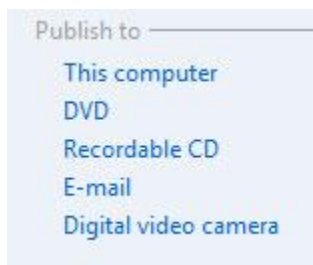 Publish to
This computer
DVD
Recordable CD
E-mail
Digital video camera